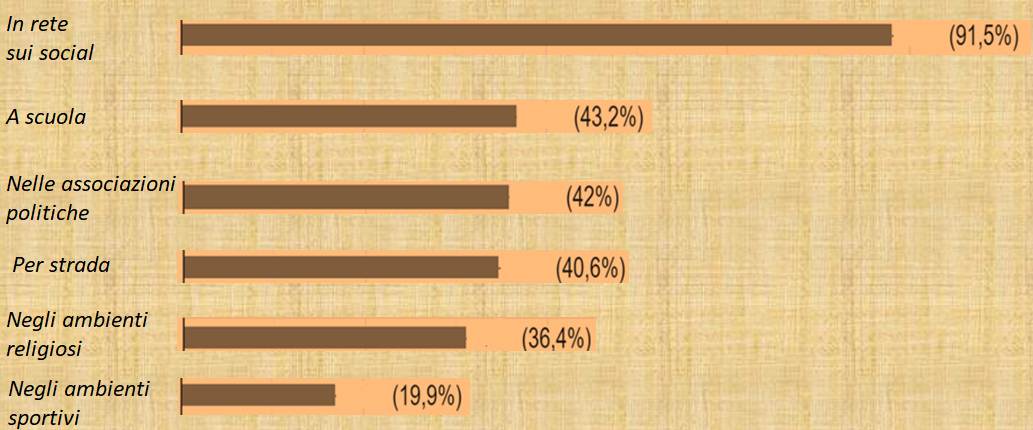 In rete
sui social
(91,5%)
A scuola
(43,2%)
Nelle associazioni
politiche
(42%)
Per strada
(40,6%)
Negli ambienti
religiosi
(36,4%)
Negli ambienti
sportivi
(19,9%)